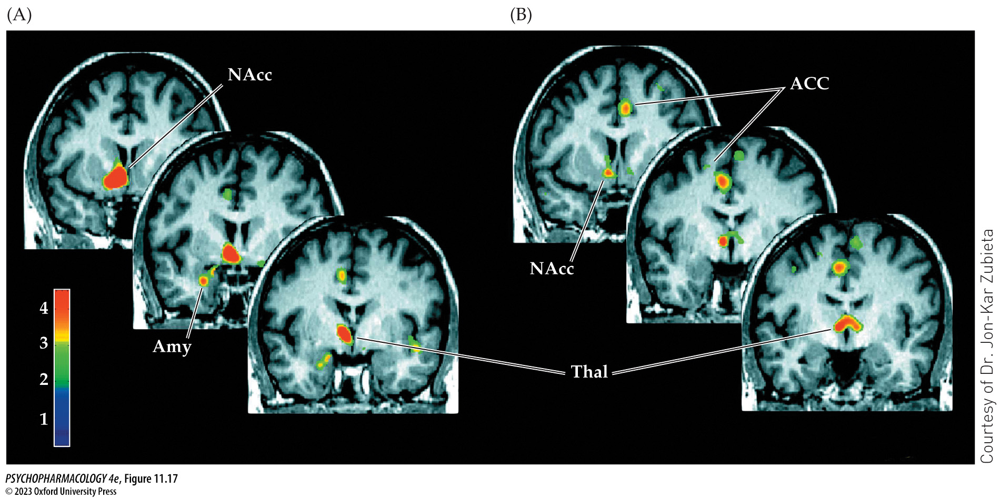 (A)
(B)
NAcc
ACC
NAcc
Amy
Thal
4
3
2
1
Courtesy of Dr. Jon-Kar Zubieta
PSYCHOPHARMACOLOGY 4e, Figure 11.17
© 2023 Oxford University Press